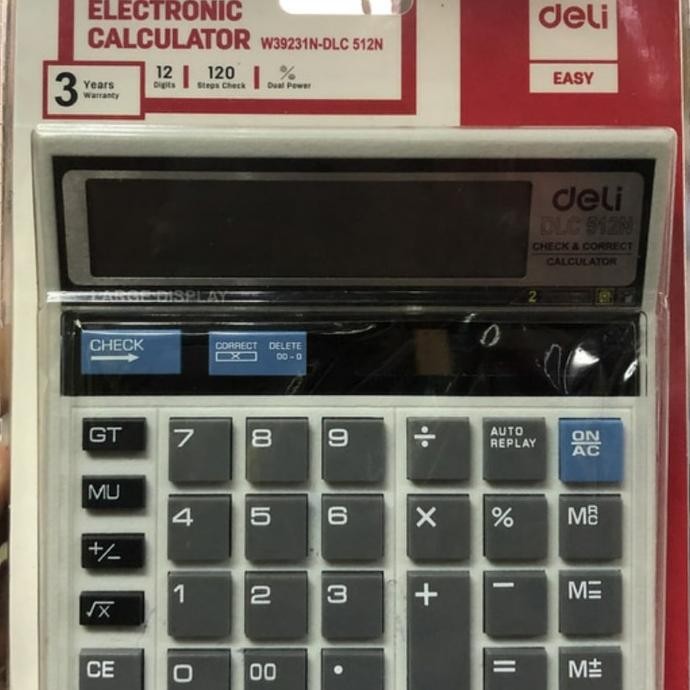 ELECTRONIC
CALCULATOR W39231N-DLC 512N
3 Years Warranty
12 Digits
120 Steps Check
% Dual Power
deli
EASY
deli
DLC 512N
CHECK & CORRECT
CALCULATOR
LARGE DISPLAY
2
CHECK
CORRECT DELETE
X 00→0
GT 7 8 9 ÷ AUTO REPLAY ON/AC
MU 4 5 6 X % MRC
+/− √x 1 2 3 + − M=
CE 0 00 • = M±